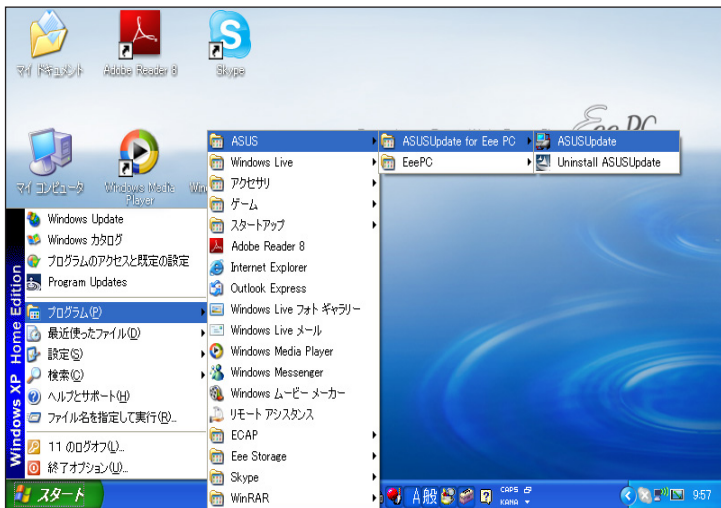 マイ ドキュメント
Adobe Reader 8
Skype
Eee PC
マイ コンピュータ
Windows Media Player
Windows Update
Windows カタログ
プログラムのアクセスと既定の設定
Program Updates
プログラム(P)
最近使ったファイル(D)
設定(S)
検索(C)
ヘルプとサポート(H)
ファイル名を指定して実行(R)...
11 のログオフ(L)...
終了オプション(U)...
Windows XP Home Edition
ASUS
Windows Live
アクセサリ
ゲーム
スタートアップ
Adobe Reader 8
Internet Explorer
Outlook Express
Windows Live フォト ギャラリー
Windows Live メール
Windows Media Player
Windows Messenger
Windows ムービー メーカー
リモート アシスタンス
ECAP
Eee Storage
Skype
WinRAR
ASUSUpdate for Eee PC
EeePC
ASUSUpdate
Uninstall ASUSUpdate
スタート
A 般
CAPS
KANA
9:57